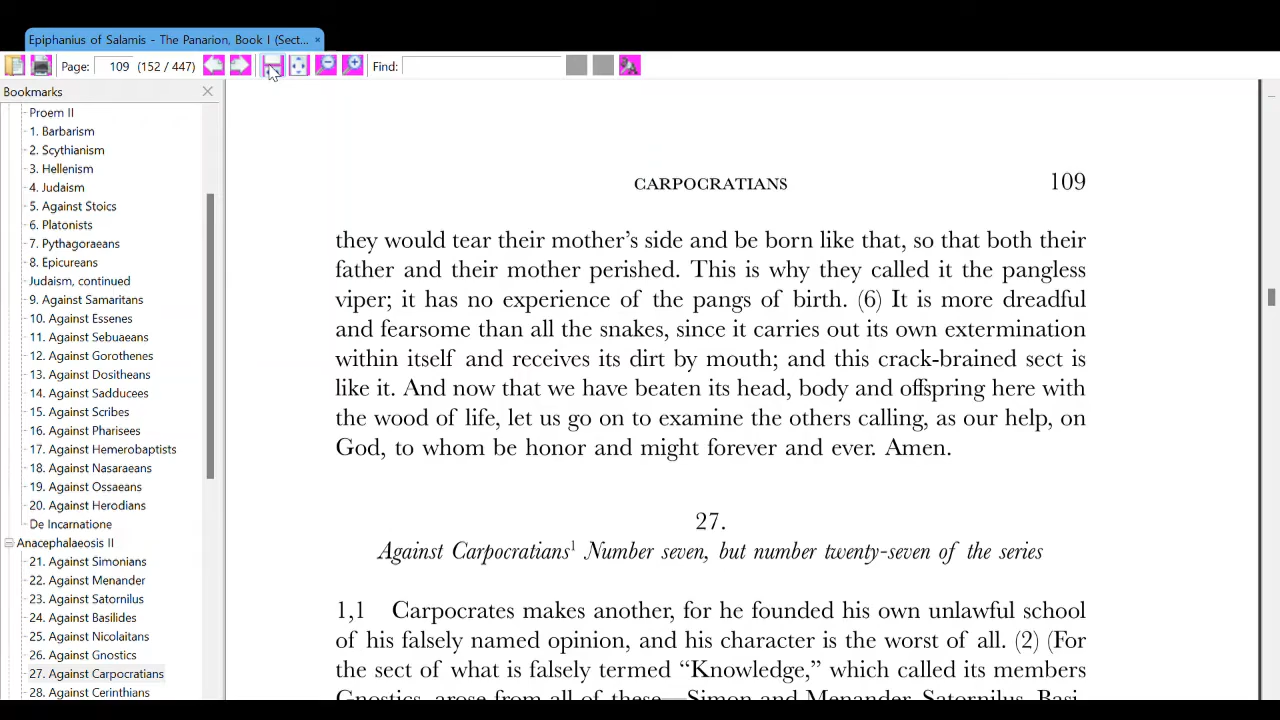 Epiphanius of Salamis - The Panarion, Book I (Sect... ×
Page: 109 (152 / 447) Find:
Bookmarks
Proem II
1. Barbarism
2. Scythianism
3. Hellenism
4. Judaism
5. Against Stoics
6. Platonists
7. Pythagoraeans
8. Epicureans
Judaism, continued
9. Against Samaritans
10. Against Essenes
11. Against Sebuaeans
12. Against Gorothenes
13. Against Dositheans
14. Against Sadducees
15. Against Scribes
16. Against Pharisees
17. Against Hemerobaptists
18. Against Nasaraeans
19. Against Ossaeans
20. Against Herodians
De Incarnatione
Anacephalaeosis II
21. Against Simonians
22. Against Menander
23. Against Satornilus
24. Against Basilides
25. Against Nicolaitans
26. Against Gnostics
27. Against Carpocratians
28. Against Cerinthians
CARPOCRATIANS 109
they would tear their mother's side and be born like that, so that both their
father and their mother perished. This is why they called it the pangless
viper; it has no experience of the pangs of birth. (6) It is more dreadful
and fearsome than all the snakes, since it carries out its own extermination
within itself and receives its dirt by mouth; and this crack-brained sect is
like it. And now that we have beaten its head, body and offspring here with
the wood of life, let us go on to examine the others calling, as our help, on
God, to whom be honor and might forever and ever. Amen.
27.
Against Carpocratians¹ Number seven, but number twenty-seven of the series
1,1 Carpocrates makes another, for he founded his own unlawful school
of his falsely named opinion, and his character is the worst of all. (2) (For
the sect of what is falsely termed “Knowledge,” which called its members
Gnostics, arose from all of these—Simon and Menander, Satornilus, Basi-